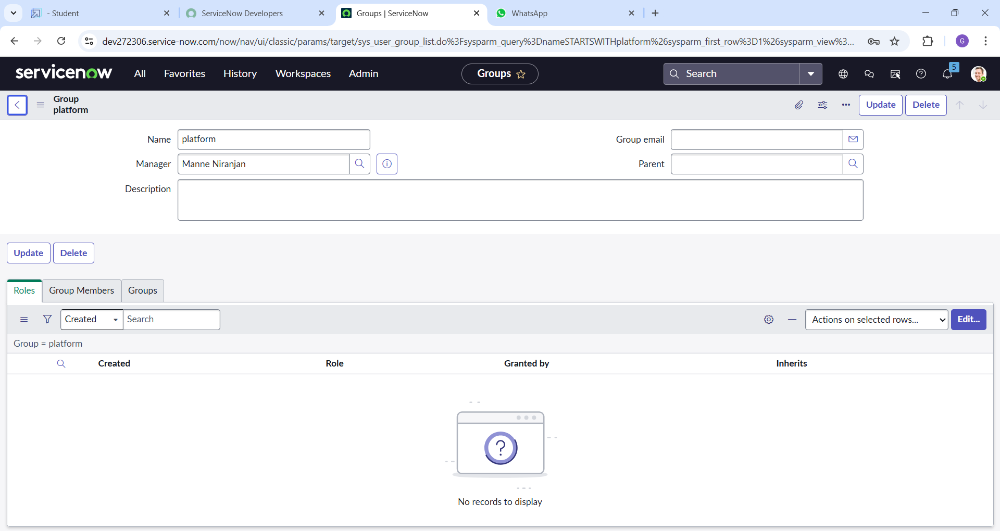 - Student
ServiceNow Developers
Groups | ServiceNow
WhatsApp
dev272306.service-now.com/now/nav/ui/classic/params/target/sys_user_group_list.do%3Fsysparm_query%3DnameSTARTSWITHplatform%26sysparm_first_row%3D1%26sysparm_view%3...
G
servicenow
All
Favorites
History
Workspaces
Admin
Groups
Search
5
Group
platform
Update
Delete
Name
platform
Group email
Manager
Manne Niranjan
Parent
Description
Update
Delete
Roles
Group Members
Groups
Created
Search
Actions on selected rows...
Edit...
Group = platform
Created
Role
Granted by
Inherits
?
No records to display